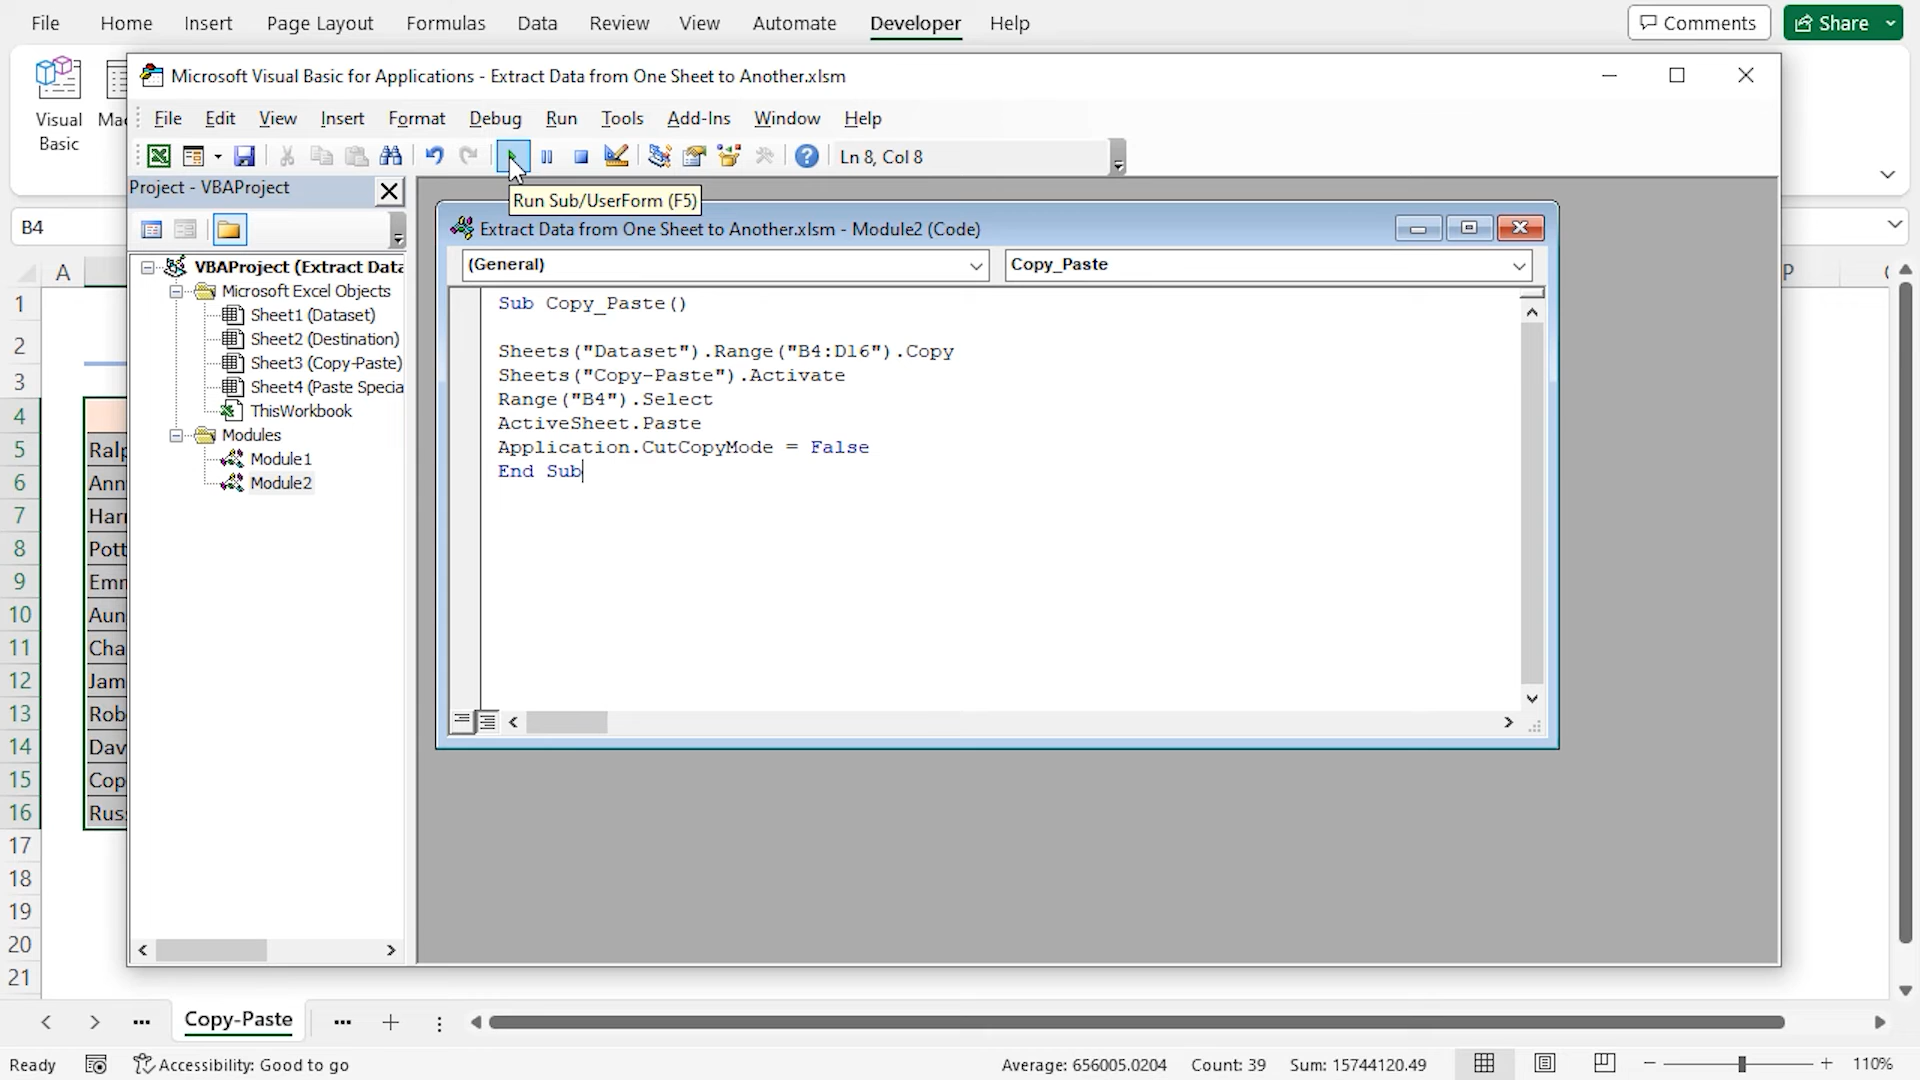 File Home Insert Page Layout Formulas Data Review View Automate Developer Help Comments Share
Microsoft Visual Basic for Applications - Extract Data from One Sheet to Another.xlsm
Visual Basic
File Edit View Insert Format Debug Run Tools Add-Ins Window Help
Ln 8, Col 8
Project - VBAProject
Run Sub/UserForm (F5)
B4
Extract Data from One Sheet to Another.xlsm - Module2 (Code)
(General) Copy_Paste
VBAProject (Extract Data
Microsoft Excel Objects
Sheet1 (Dataset)
Sheet2 (Destination)
Sheet3 (Copy-Paste)
Sheet4 (Paste Specia
ThisWorkbook
Modules
Module1
Module2
Sub Copy_Paste()
Sheets("Dataset").Range("B4:D16").Copy
Sheets("Copy-Paste").Activate
Range("B4").Select
ActiveSheet.Paste
Application.CutCopyMode = False
End Sub
A P
1
2
3
4
5 Ralp
6
7
8 Pott
9
10 Aun
11 Cha
12 Jam
13 Rob
14 Dav
15 Cop
16 Rus
17
18
19
20
21
Copy-Paste
Ready Accessibility: Good to go Average: 656005.0204 Count: 39 Sum: 15744120.49 110%